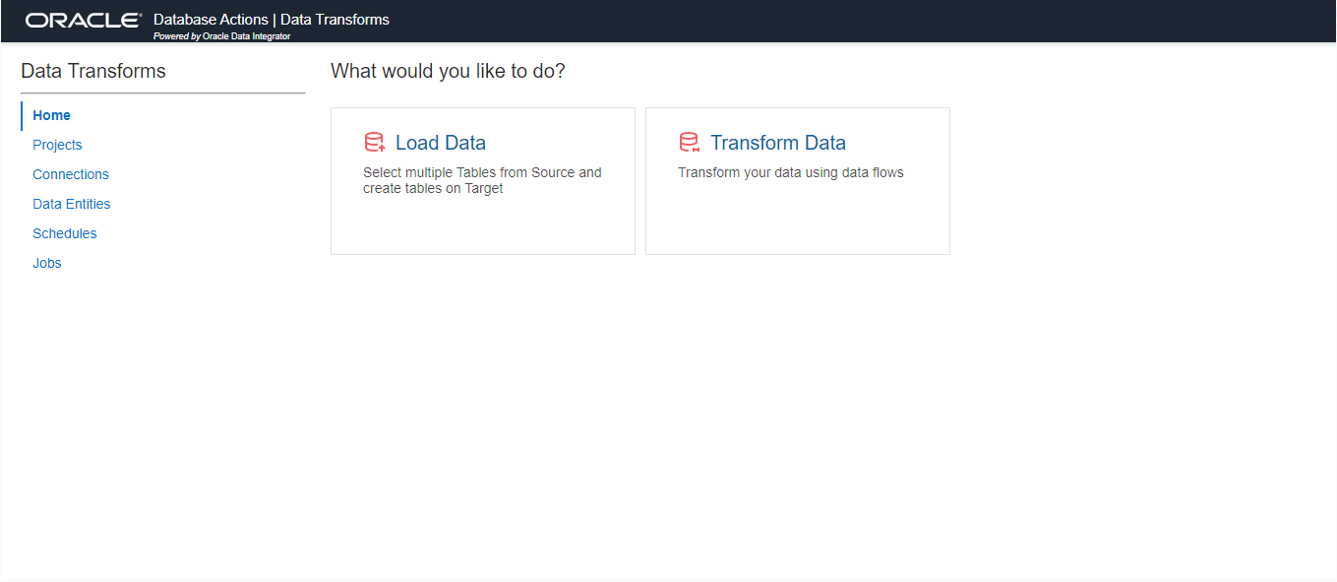 ORACLE® Database Actions | Data Transforms
Powered by Oracle Data Integrator
Data Transforms
Home
Projects
Connections
Data Entities
Schedules
Jobs
What would you like to do?
Load Data
Select multiple Tables from Source and
create tables on Target
Transform Data
Transform your data using data flows